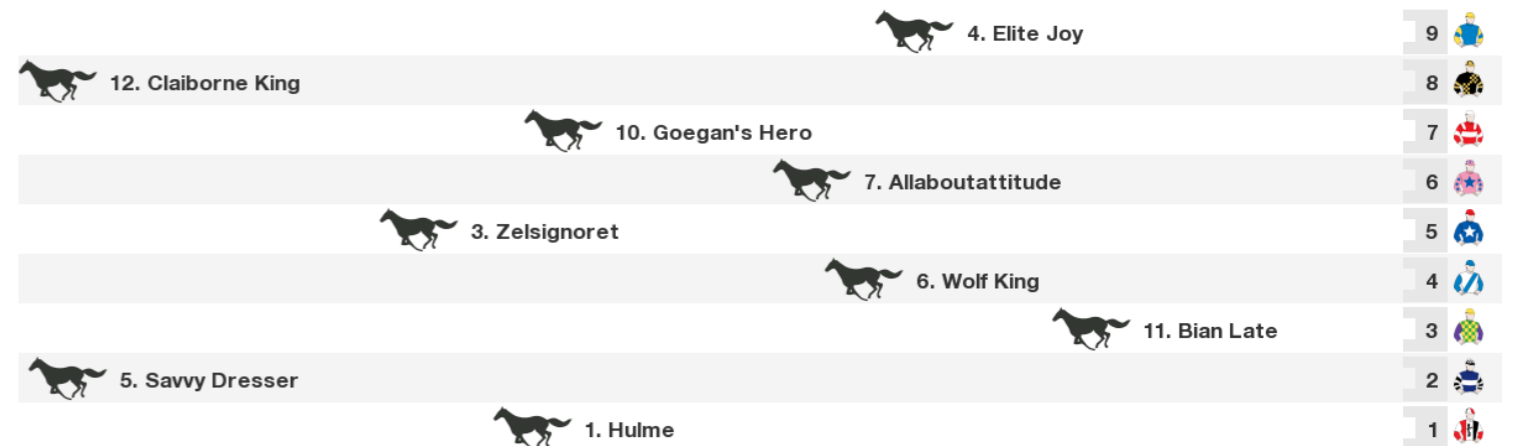 4. Elite Joy 9
12. Claiborne King 8
10. Goegan's Hero 7
7. Allaboutattitude 6
3. Zelsignoret 5
6. Wolf King 4
11. Bian Late 3
5. Savvy Dresser 2
1. Hulme 1